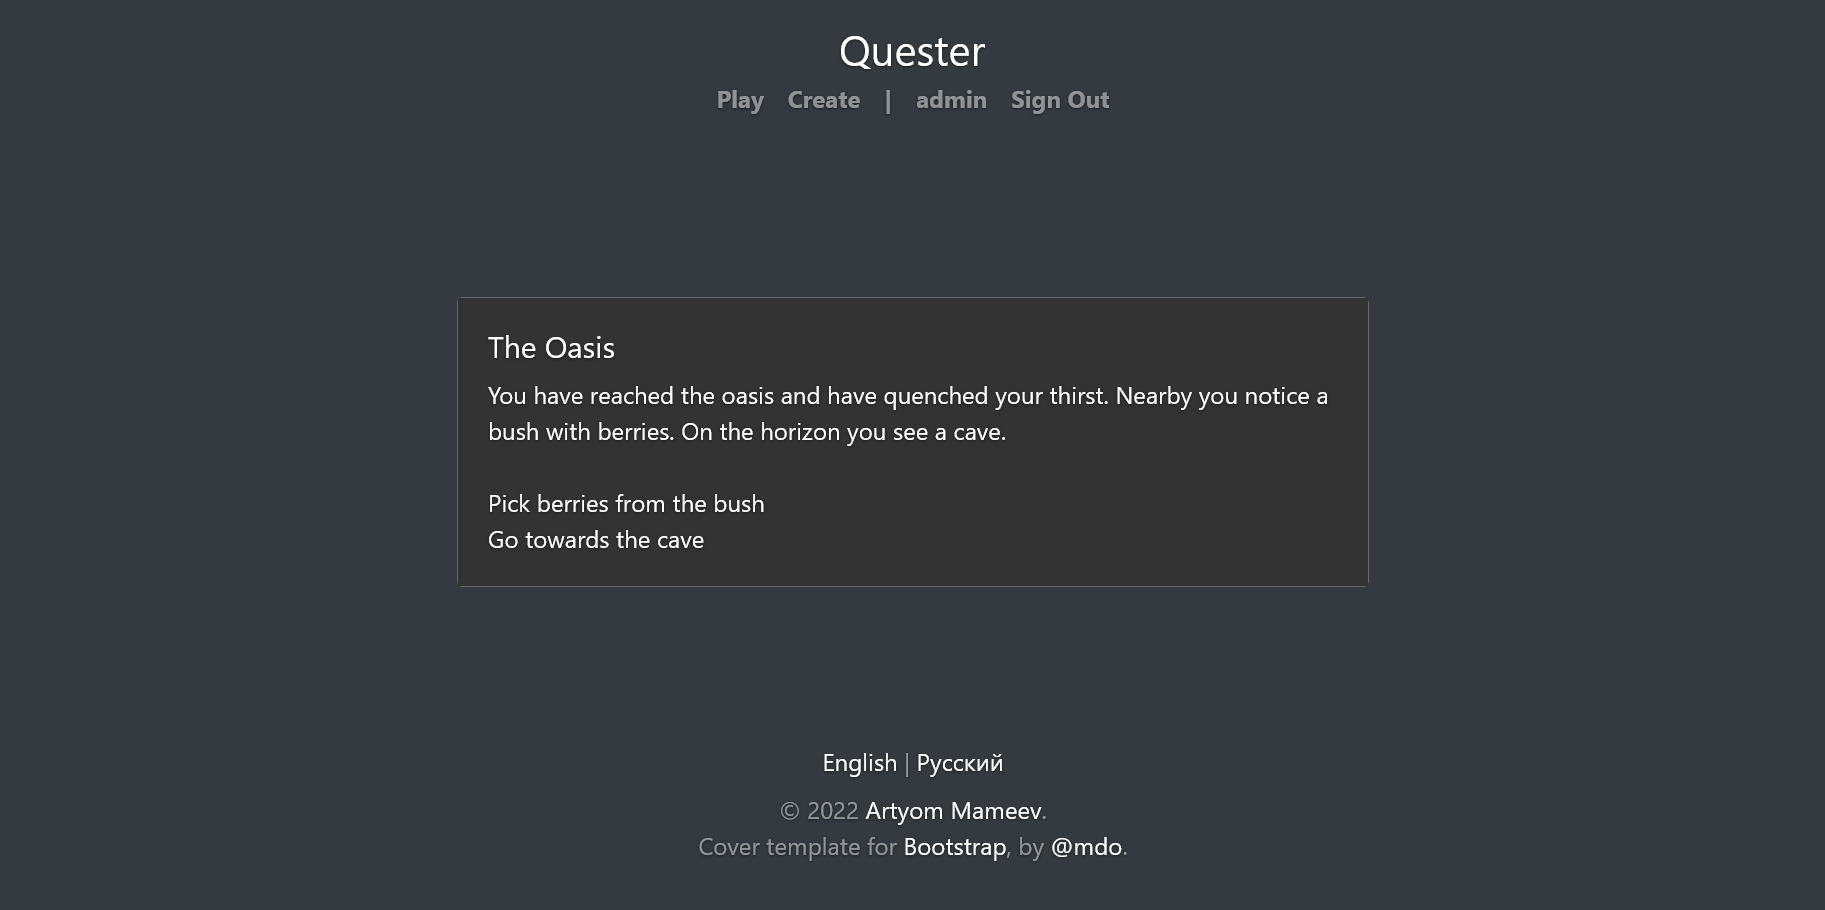 Quester
Play Create | admin Sign Out
The Oasis
You have reached the oasis and have quenched your thirst. Nearby you notice a
bush with berries. On the horizon you see a cave.
Pick berries from the bush
Go towards the cave
English | Русский
© 2022 Artyom Mameev.
Cover template for Bootstrap, by @mdo.